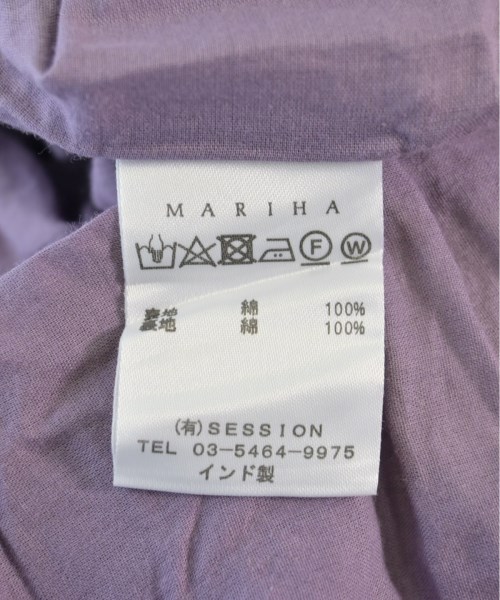 MARIHA
F W
表地 綿 100%
裏地 綿 100%
(有)SESSION
TEL 03-5464-9975
インド製